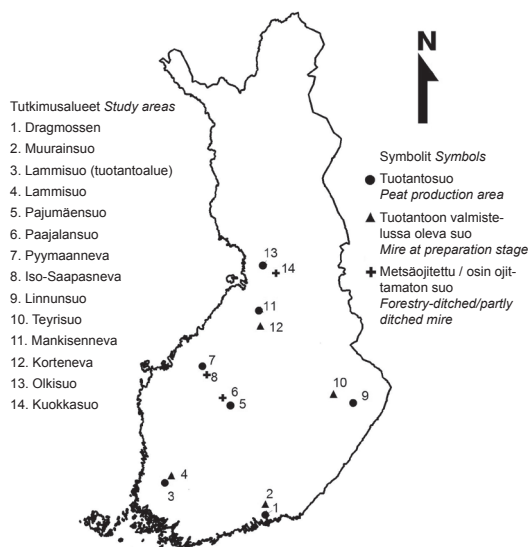 N
Tutkimusalueet Study areas
1. Dragmossen
2. Muurainsuo
3. Lammisuo (tuotantoalue)
4. Lammisuo
5. Pajumäensuo
6. Paajalansuo
7. Pyymaanneva
8. Iso-Saapasneva
9. Linnunsuo
10. Teyrisuo
11. Mankisenneva
12. Korteneva
13. Olkisuo
14. Kuokkasuo
Symbolit Symbols
Tuotantosuo
Peat production area
Tuotantoon valmiste-
lussa oleva suo
Mire at preparation stage
Metsäojitettu / osin ojit-
tamaton suo
Forestry-ditched/partly
ditched mire
13
14
11
12
7
8
6
5
10
9
4
3
2
1